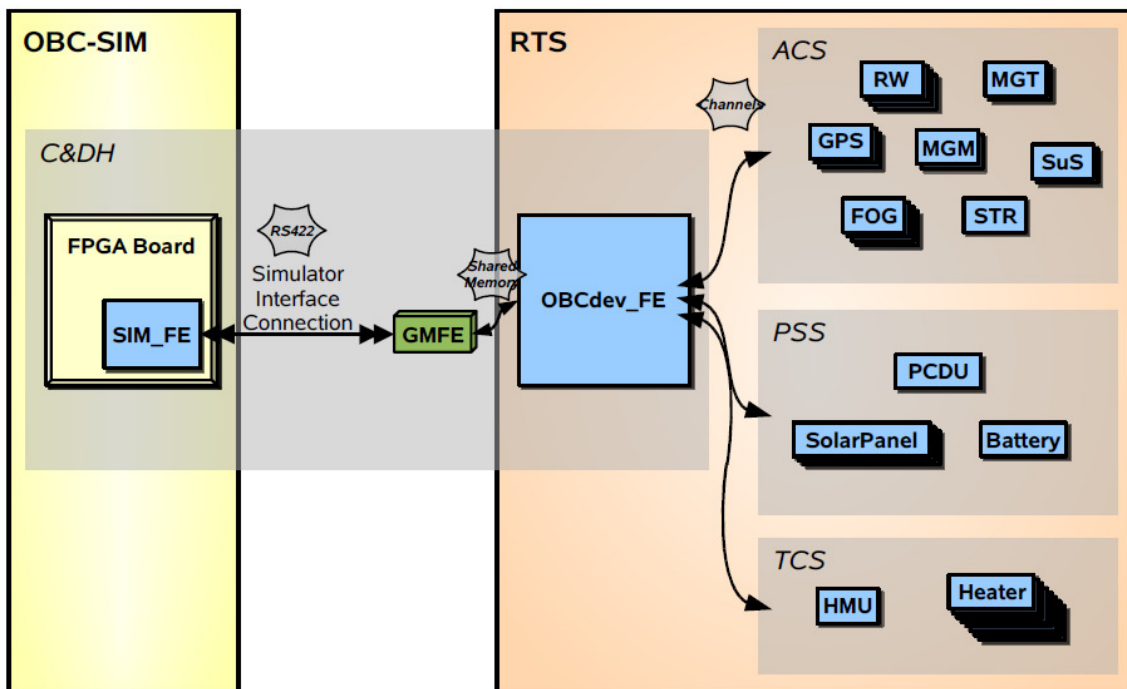 OBC-SIM
RTS
C&DH
FPGA Board
SIM_FE
RS422
Simulator
Interface
Connection
GMFE
Shared
Memory
OBCdev_FE
Channels
ACS
RW
MGT
GPS
MGM
SuS
FOG
STR
PSS
PCDU
SolarPanel
Battery
TCS
HMU
Heater